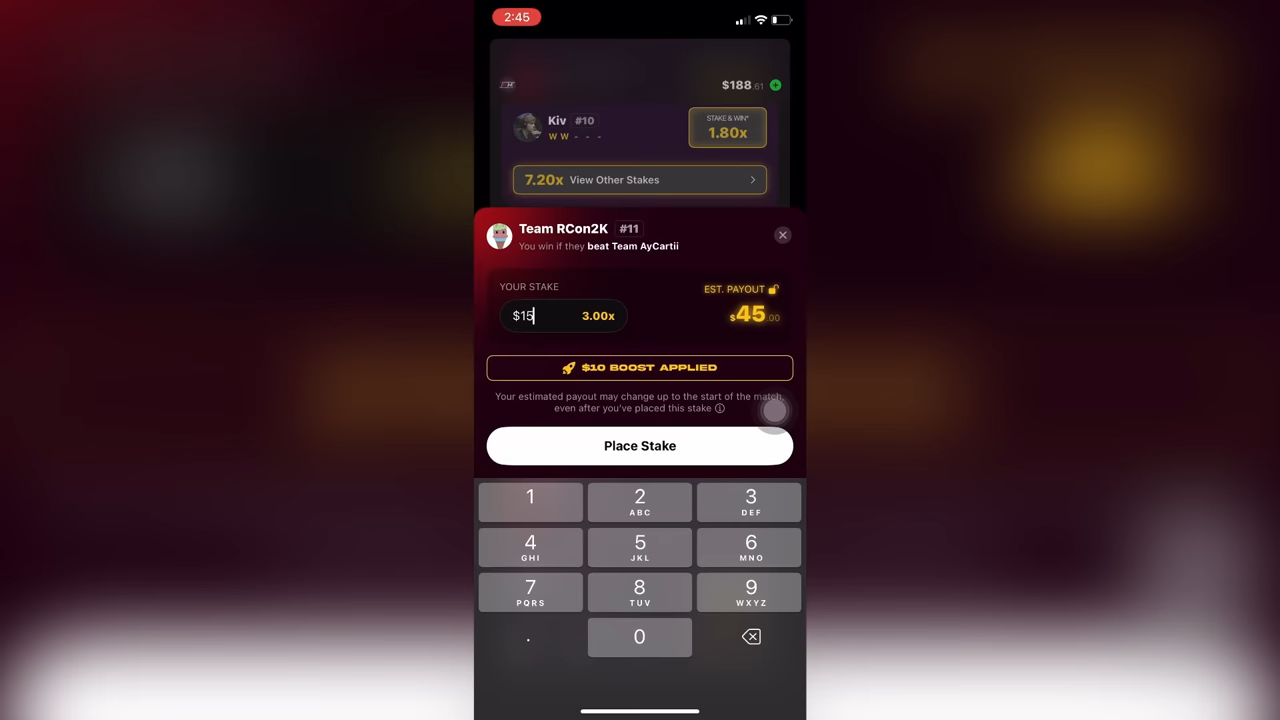 2:45
$188.61
Kiv #10
W W - - -
STAKE & WIN*
1.80x
7.20x View Other Stakes
Team RCon2K #11
You win if they beat Team AyCartii
YOUR STAKE
EST. PAYOUT
$15
3.00x
$45.00
$10 BOOST APPLIED
Your estimated payout may change up to the start of the match,
even after you've placed this stake
Place Stake
1
2 ABC
3 DEF
4 GHI
5 JKL
6 MNO
7 PQRS
8 TUV
9 WXYZ
.
0